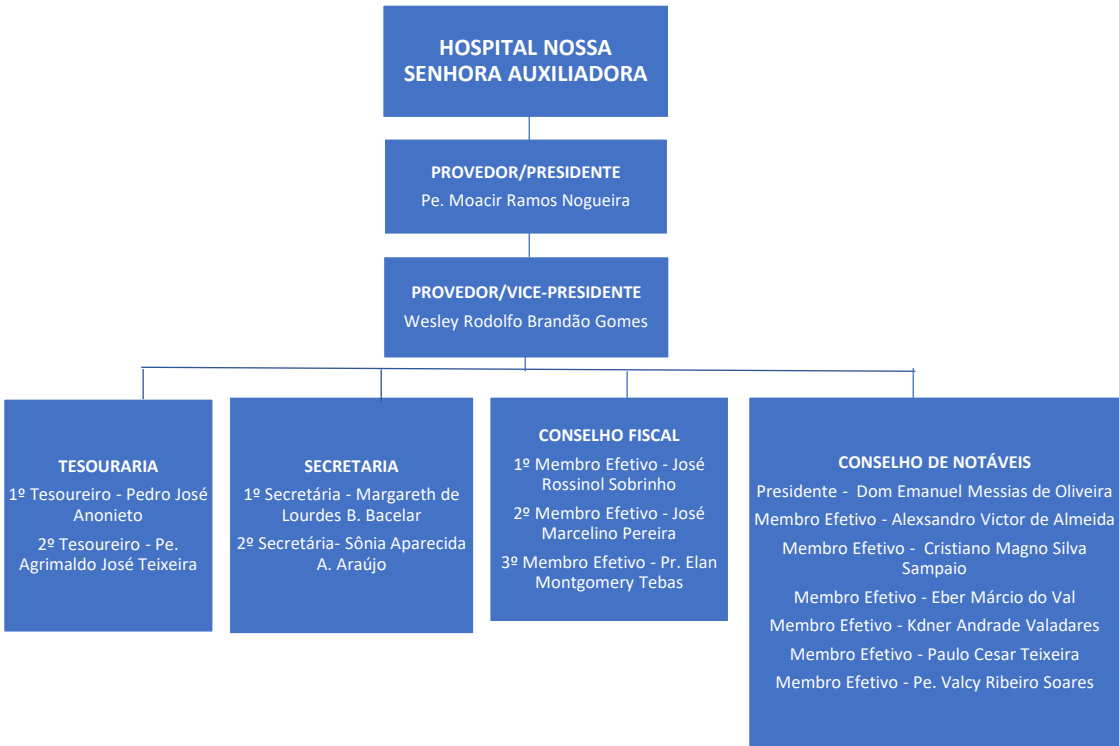 HOSPITAL NOSSA
SENHORA AUXILIADORA
PROVEDOR/PRESIDENTE
Pe. Moacir Ramos Nogueira
PROVEDOR/VICE-PRESIDENTE
Wesley Rodolfo Brandão Gomes
TESOURARIA
1º Tesoureiro - Pedro José
Anonieto
2º Tesoureiro - Pe.
Agrimaldo José Teixeira
SECRETARIA
1º Secretária - Margareth de
Lourdes B. Bacelar
2º Secretária- Sônia Aparecida
A. Araújo
CONSELHO FISCAL
1º Membro Efetivo - José
Rossinol Sobrinho
2º Membro Efetivo - José
Marcelino Pereira
3º Membro Efetivo - Pr. Elan
Montgomery Tebas
CONSELHO DE NOTÁVEIS
Presidente - Dom Emanuel Messias de Oliveira
Membro Efetivo - Alexsandro Victor de Almeida
Membro Efetivo - Cristiano Magno Silva
Sampaio
Membro Efetivo - Eber Márcio do Val
Membro Efetivo - Kdner Andrade Valadares
Membro Efetivo - Paulo Cesar Teixeira
Membro Efetivo - Pe. Valcy Ribeiro Soares